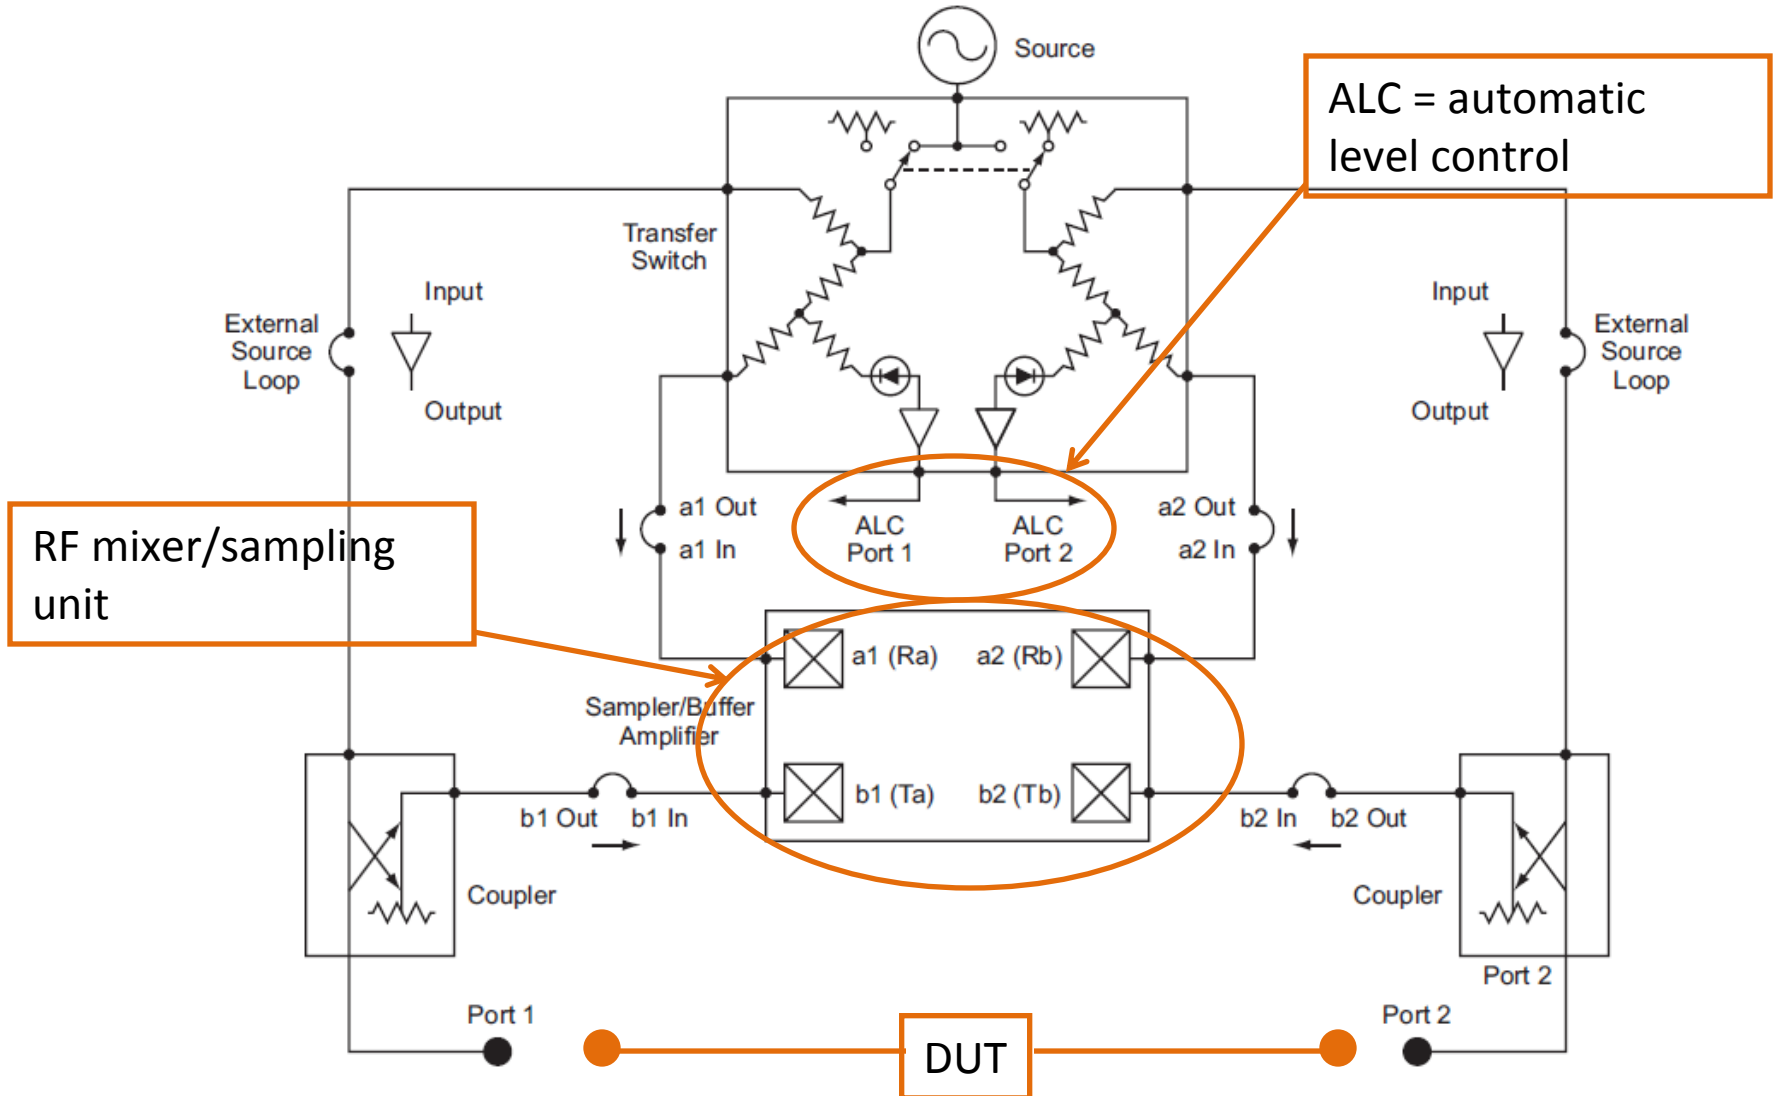 Source
ALC = automatic
level control
Transfer
Switch
Input
Output
External
Source
Loop
Input
Output
External
Source
Loop
a1 Out
a1 In
ALC
Port 1
ALC
Port 2
a2 Out
a2 In
RF mixer/sampling
unit
a1 (Ra)
a2 (Rb)
Sampler/Buffer
Amplifier
b1 (Ta)
b2 (Tb)
b1 Out
b1 In
b2 In
b2 Out
Coupler
Coupler
Port 2
Port 1
DUT
Port 2